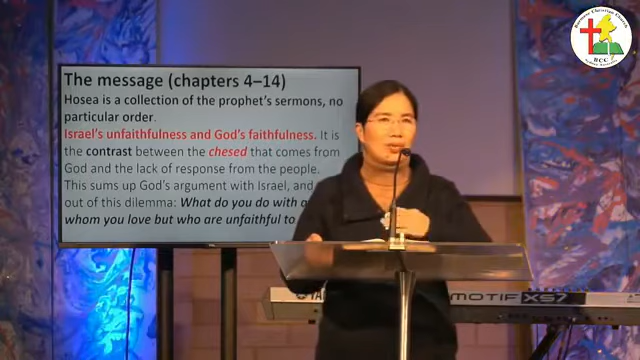 The message (chapters 4–14)
Hosea is a collection of the prophet's sermons, no
particular order.
Israel's unfaithfulness and God's faithfulness. It is
the contrast between the chesed that comes from
God and the lack of response from the people.
This sums up God's argument with Israel, and
out of this dilemma: What do you do with
whom you love but who are unfaithful to
Burmese Christian Church
BCC
MOTIF XS7